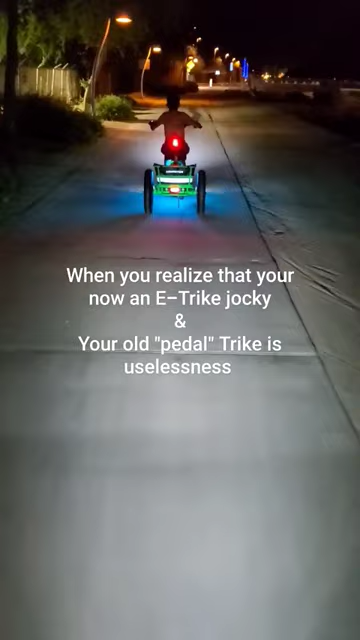 When you realize that your
now an E-Trike jocky
&
Your old "pedal" Trike is
uselessness